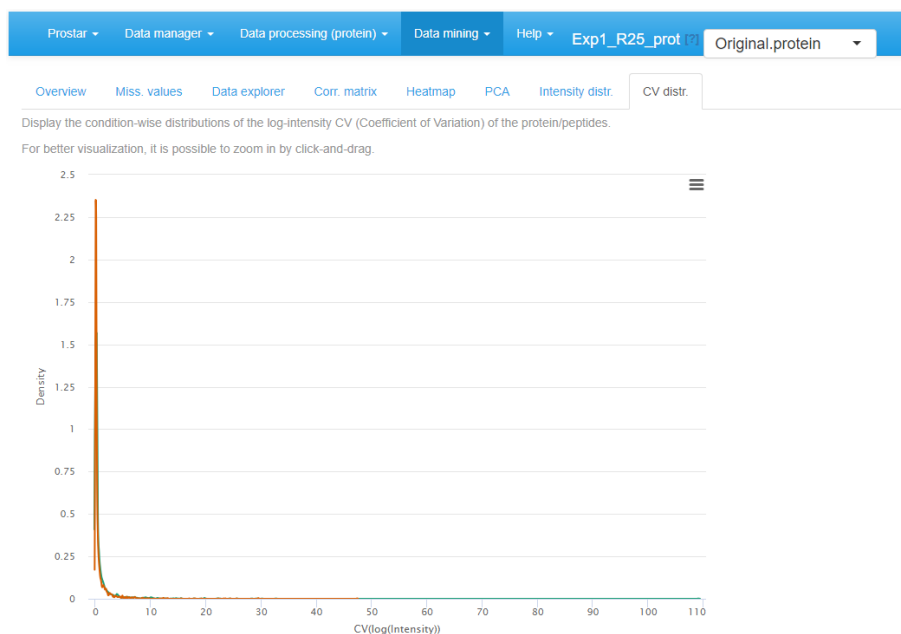 Prostar Data manager Data processing (protein) Data mining Help Exp1_R25_prot [?] Original.protein
Overview Miss. values Data explorer Corr. matrix Heatmap PCA Intensity distr. CV distr.
Display the condition-wise distributions of the log-intensity CV (Coefficient of Variation) of the protein/peptides.
For better visualization, it is possible to zoom in by click-and-drag.
2.5
2.25
2
1.75
1.5
1.25
1
0.75
0.5
0.25
0
Density
0 10 20 30 40 50 60 70 80 90 100 110
CV(log(Intensity))